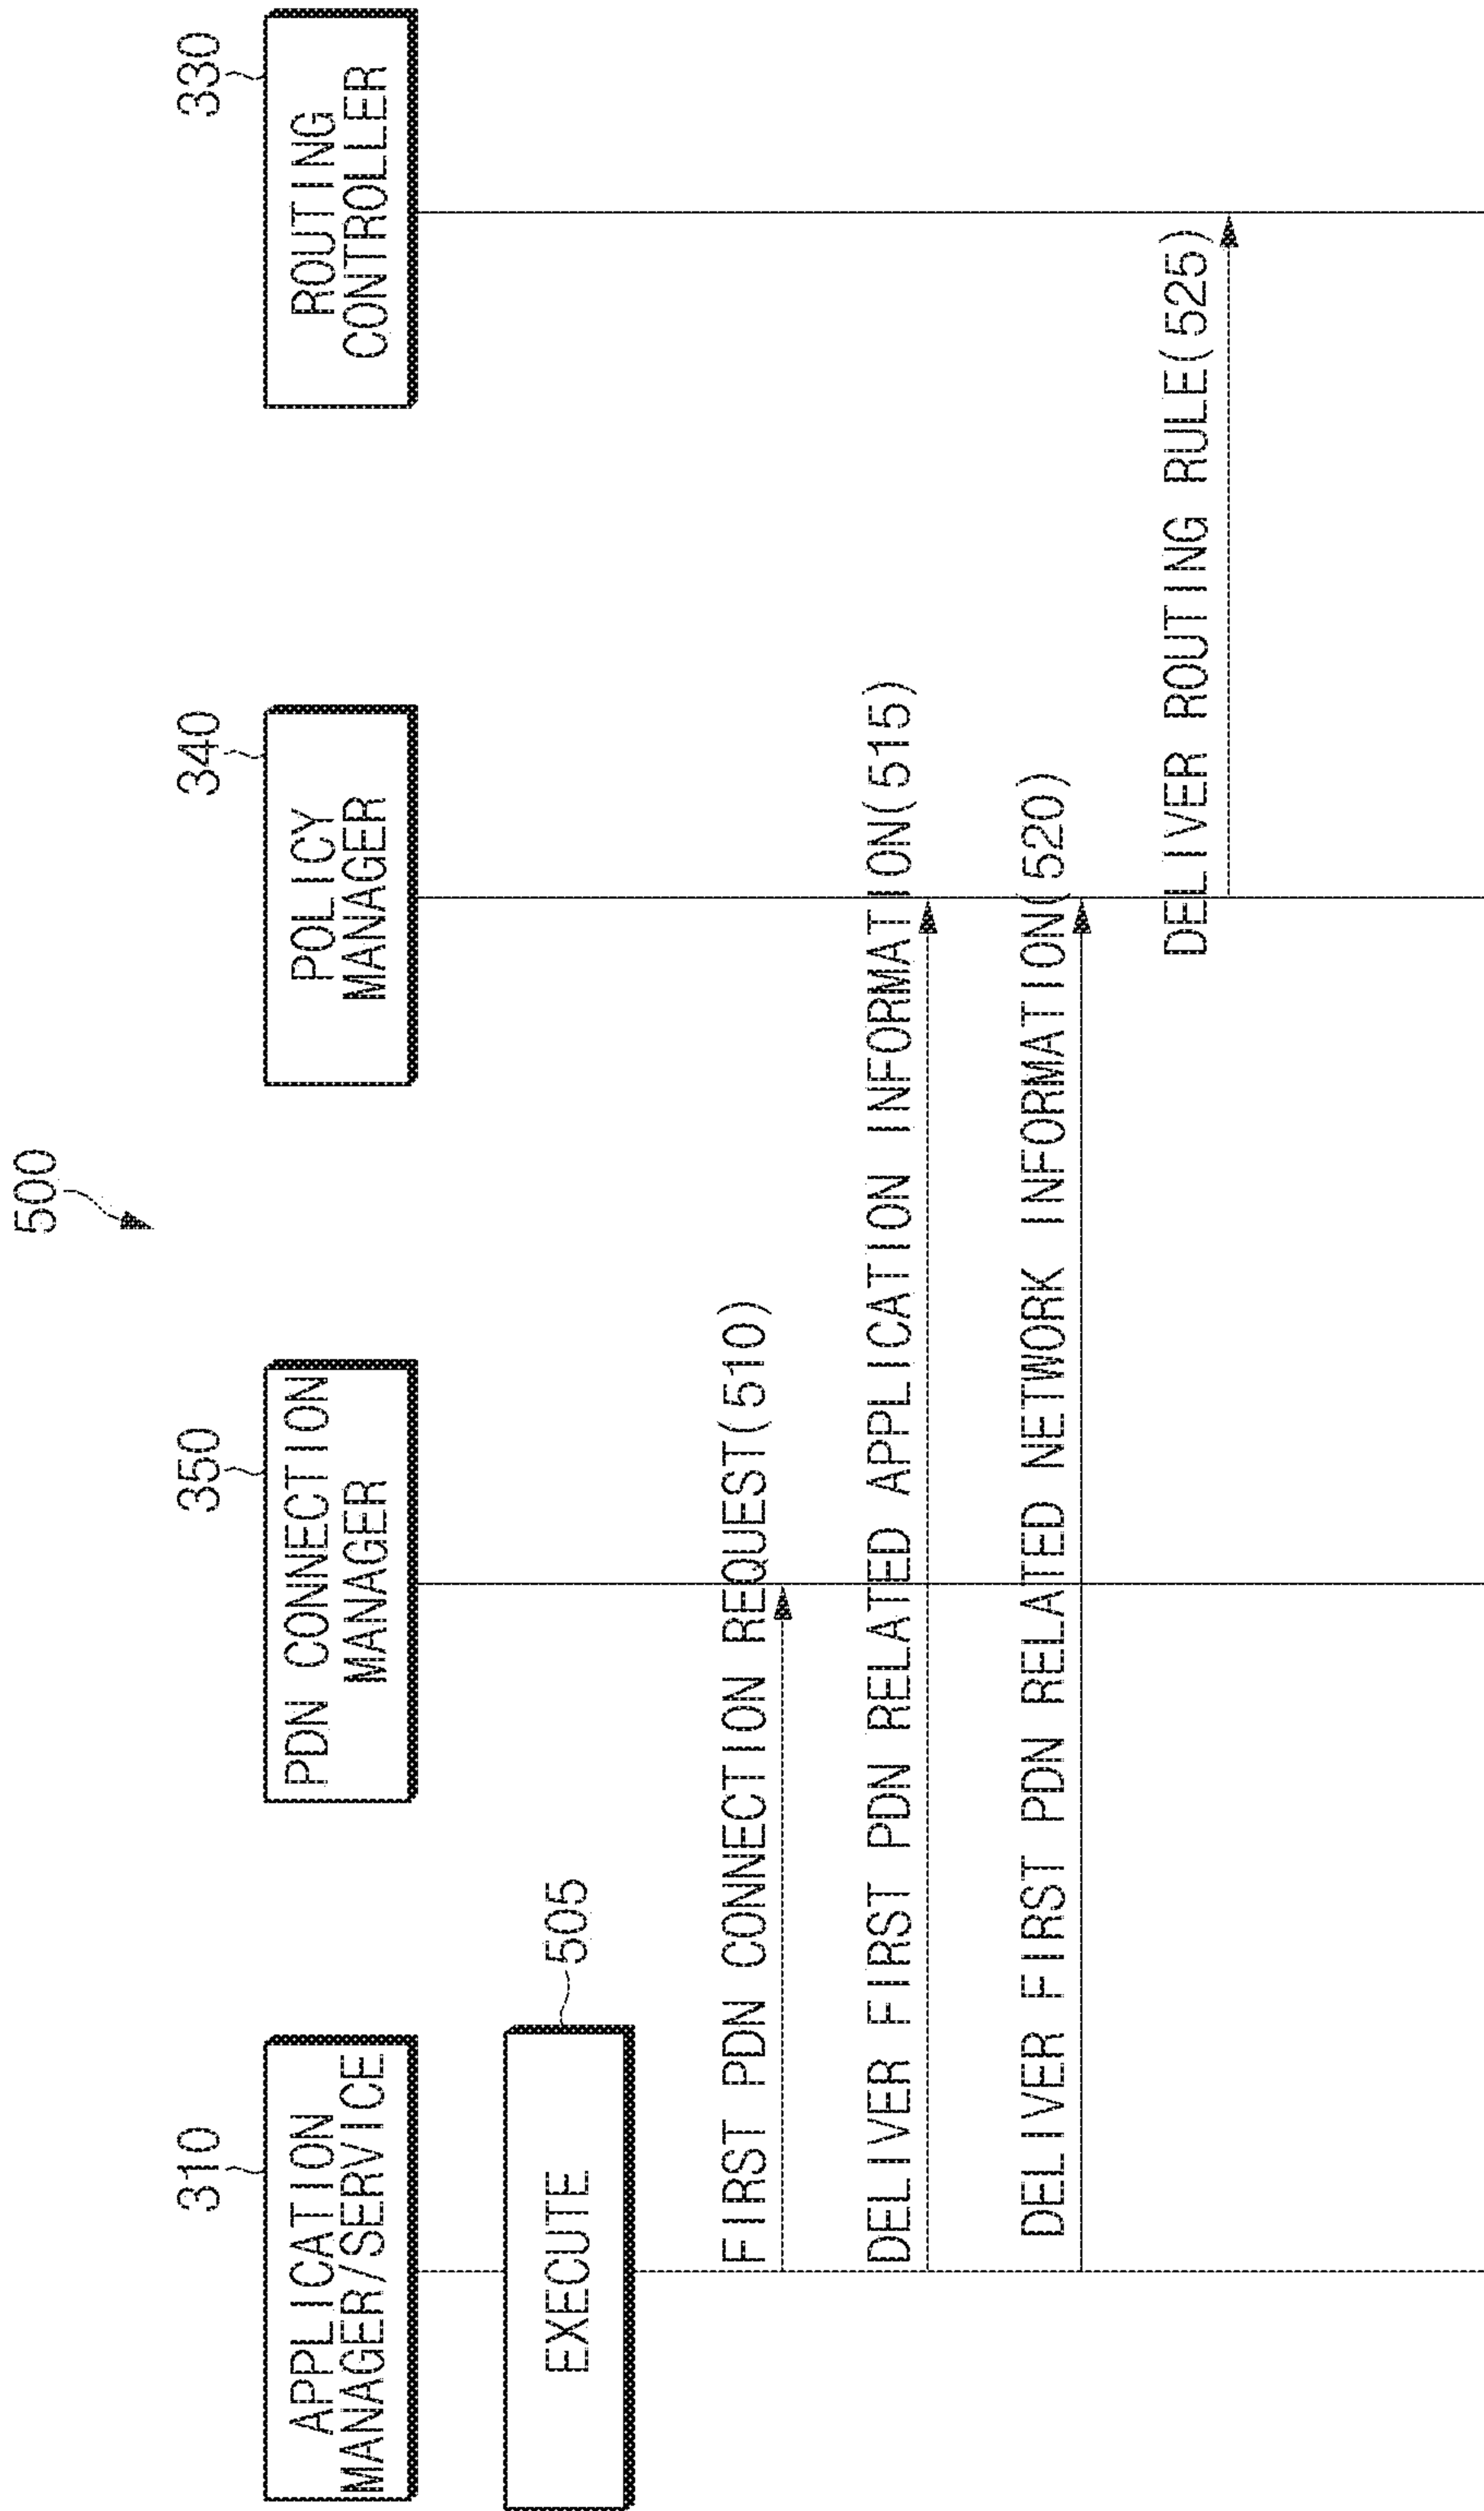 500
310
APPLICATION
MANAGER/SERVICE
350
PDN CONNECTION
MANAGER
340
POLICY
MANAGER
330
ROUTING
CONTROLLER
EXECUTE
505
FIRST PDN CONNECTION REQUEST(510)
DELIVER FIRST PDN RELATED APPLICATION INFORMATION(515)
DELIVER FIRST PDN RELATED NETWORK INFORMATION(520)
DELIVER ROUTING RULE(525)